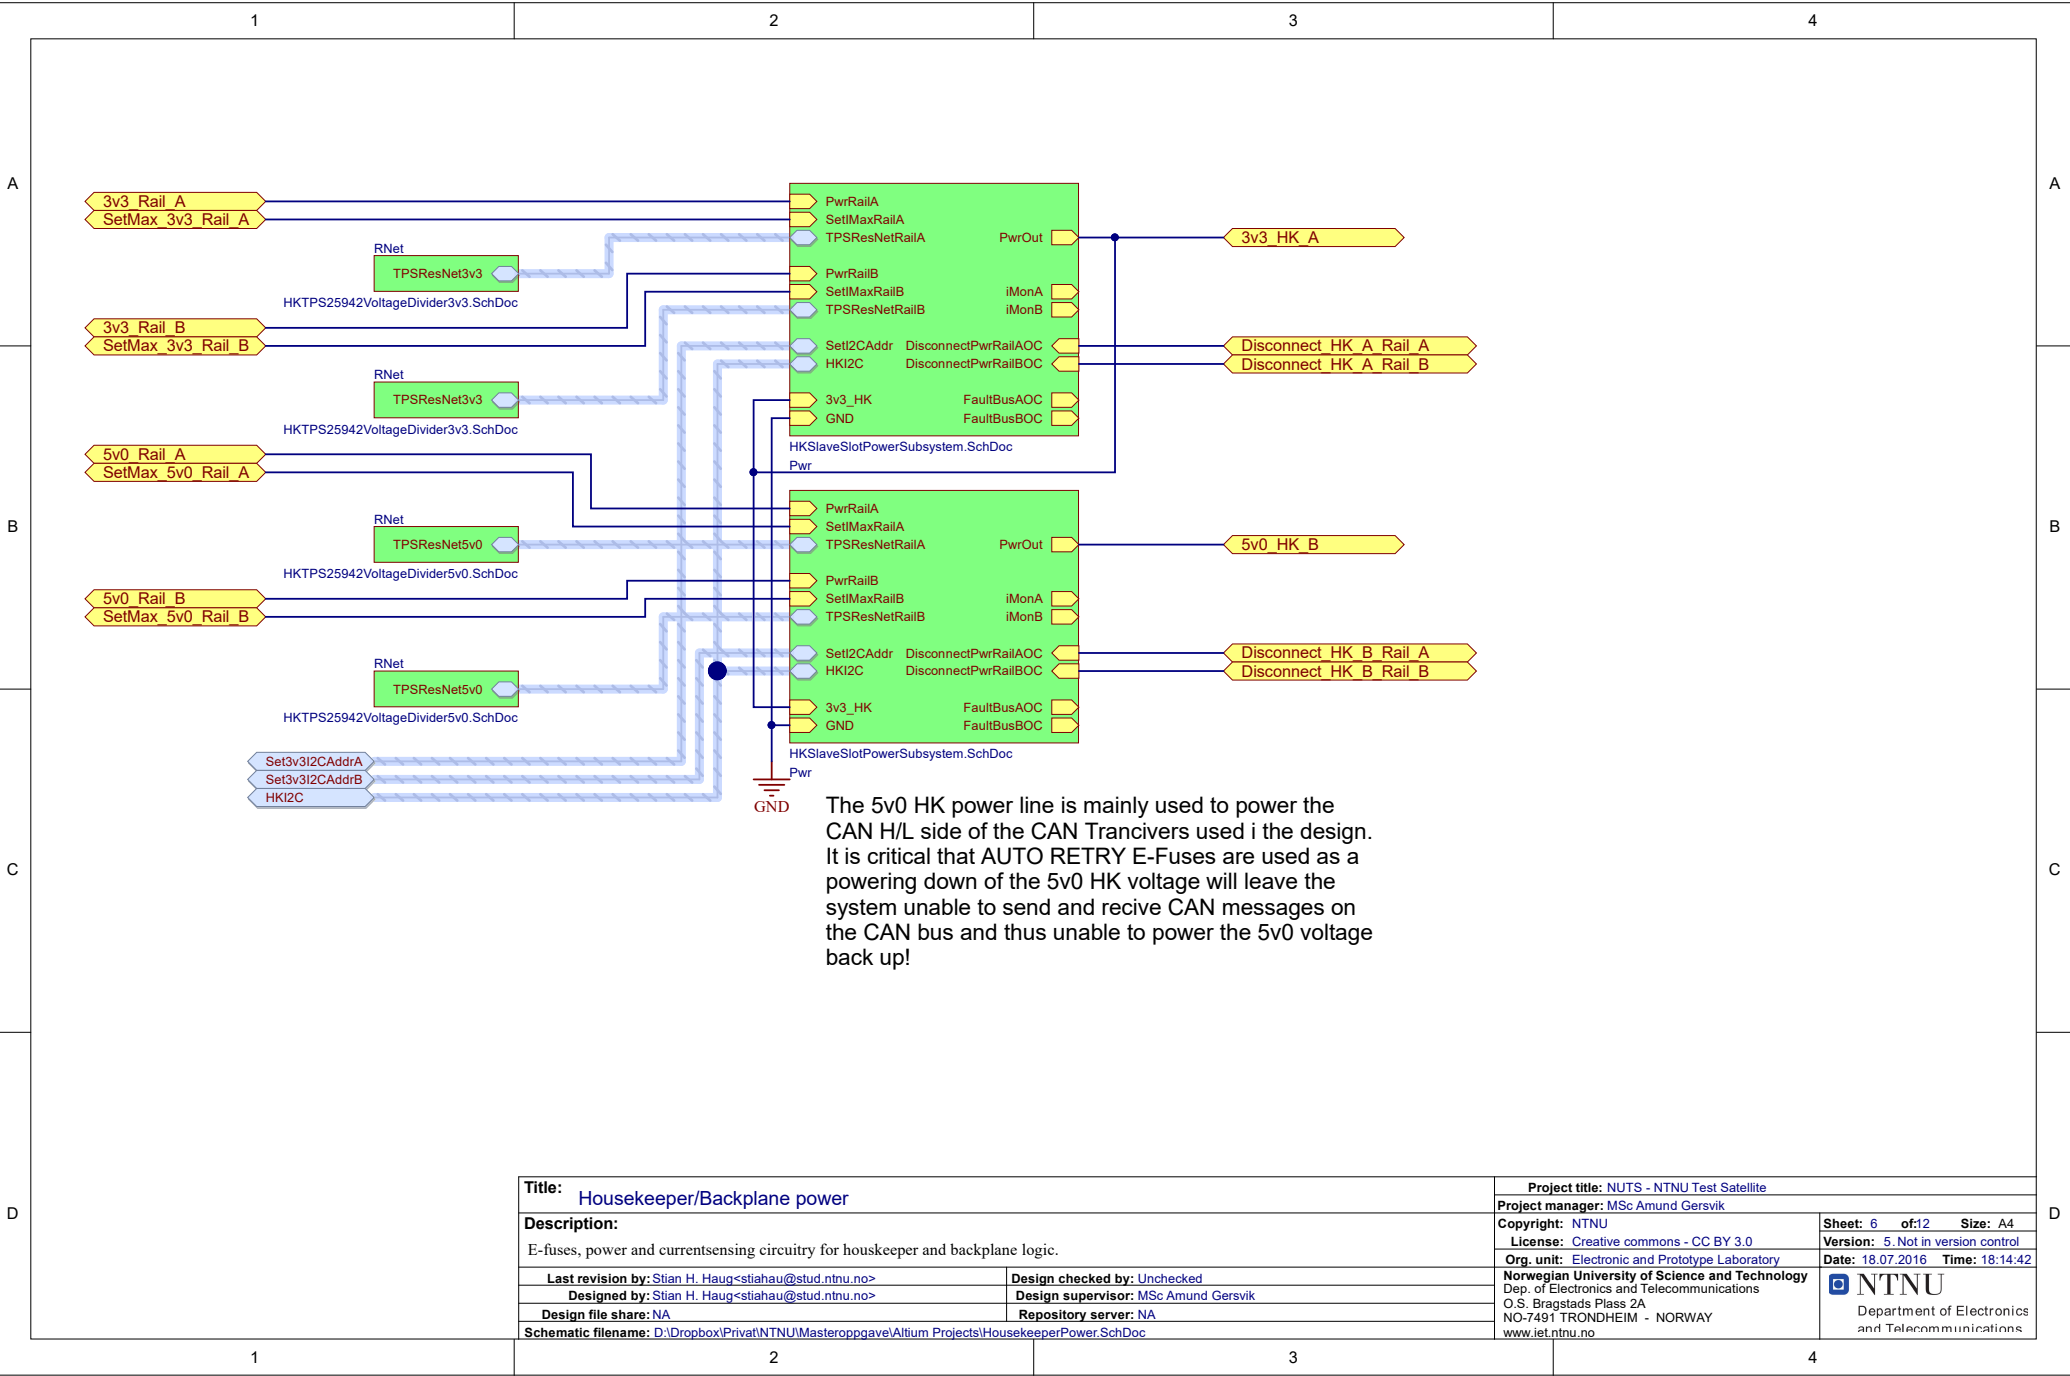 1 2 3 4
A A
3v3_Rail_A
SetMax_3v3_Rail_A
RNet
TPSResNet3v3
HKTPS25942VoltageDivider3v3.SchDoc
3v3_Rail_B
SetMax_3v3_Rail_B
RNet
TPSResNet3v3
HKTPS25942VoltageDivider3v3.SchDoc
PwrRailA
SetIMaxRailA
TPSResNetRailA PwrOut
PwrRailB
SetIMaxRailB iMonA
TPSResNetRailB iMonB
SetI2CAddr DisconnectPwrRailAOC
HKI2C DisconnectPwrRailBOC
3v3_HK FaultBusAOC
GND FaultBusBOC
HKSlaveSlotPowerSubsystem.SchDoc
Pwr
3v3_HK_A
Disconnect_HK_A_Rail_A
Disconnect_HK_A_Rail_B
B B
5v0_Rail_A
SetMax_5v0_Rail_A
RNet
TPSResNet5v0
HKTPS25942VoltageDivider5v0.SchDoc
5v0_Rail_B
SetMax_5v0_Rail_B
RNet
TPSResNet5v0
HKTPS25942VoltageDivider5v0.SchDoc
PwrRailA
SetIMaxRailA
TPSResNetRailA PwrOut
PwrRailB
SetIMaxRailB iMonA
TPSResNetRailB iMonB
SetI2CAddr DisconnectPwrRailAOC
HKI2C DisconnectPwrRailBOC
3v3_HK FaultBusAOC
GND FaultBusBOC
HKSlaveSlotPowerSubsystem.SchDoc
Pwr
5v0_HK_B
Disconnect_HK_B_Rail_A
Disconnect_HK_B_Rail_B
Set3v3I2CAddrA
Set3v3I2CAddrB
HKI2C
GND
C C
The 5v0 HK power line is mainly used to power the
CAN H/L side of the CAN Trancivers used i the design.
It is critical that AUTO RETRY E-Fuses are used as a
powering down of the 5v0 HK voltage will leave the
system unable to send and recive CAN messages on
the CAN bus and thus unable to power the 5v0 voltage
back up!
D D
Title: Housekeeper/Backplane power
Description:
E-fuses, power and currentsensing circuitry for houskeeper and backplane logic.
Last revision by: Stian H. Haug<stiahau@stud.ntnu.no> Design checked by: Unchecked
Designed by: Stian H. Haug<stiahau@stud.ntnu.no> Design supervisor: MSc Amund Gersvik
Design file share: NA Repository server: NA
Schematic filename: D:\Dropbox\Privat\NTNU\Masteroppgave\Altium Projects\HousekeeperPower.SchDoc
Project title: NUTS - NTNU Test Satellite
Project manager: MSc Amund Gersvik
Copyright: NTNU Sheet: 6 of:12 Size: A4
License: Creative commons - CC BY 3.0 Version: 5. Not in version control
Org. unit: Electronic and Prototype Laboratory Date: 18.07.2016 Time: 18:14:42
Norwegian University of Science and Technology
Dep. of Electronics and Telecommunications
O.S. Bragstads Plass 2A
NO-7491 TRONDHEIM - NORWAY
www.iet.ntnu.no
NTNU
Department of Electronics
and Telecommunications
1 2 3 4